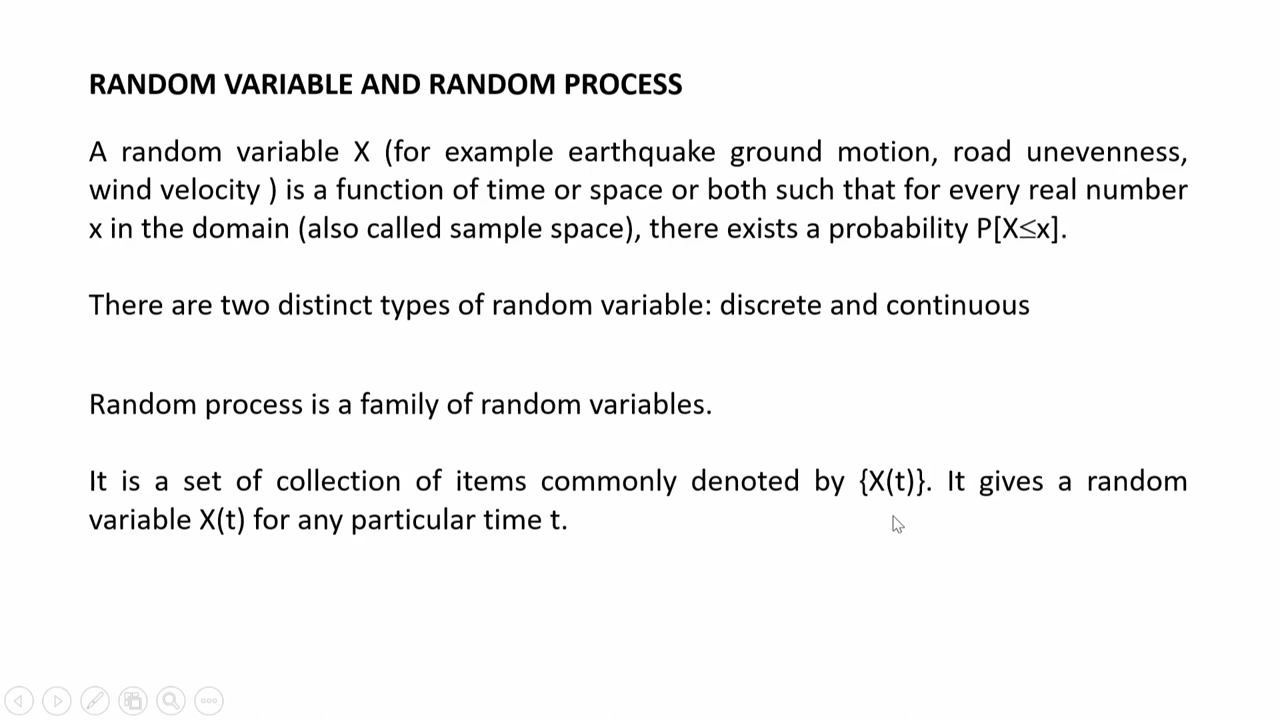 RANDOM VARIABLE AND RANDOM PROCESS
A random variable X (for example earthquake ground motion, road unevenness,
wind velocity ) is a function of time or space or both such that for every real number
x in the domain (also called sample space), there exists a probability P[X≤x].
There are two distinct types of random variable: discrete and continuous
Random process is a family of random variables.
It is a set of collection of items commonly denoted by {X(t)}. It gives a random
variable X(t) for any particular time t.